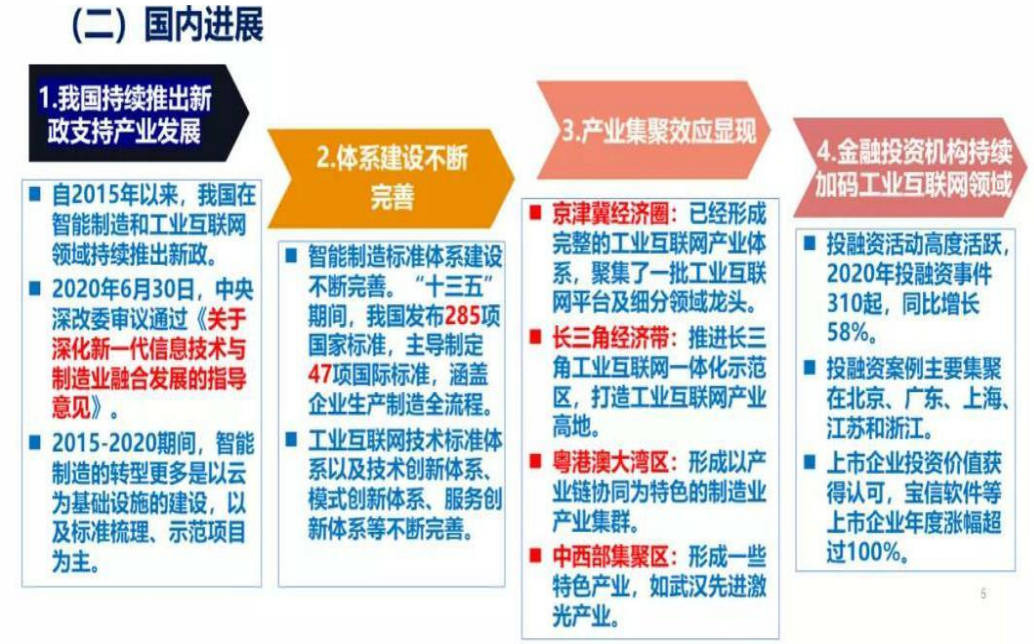 （二）国内进展
1.我国持续推出新
政支持产业发展
自2015年以来，我国在
智能制造和工业互联网
领域持续推出新政。
2020年6月30日，中央
深改委审议通过《关于
深化新一代信息技术与
制造业融合发展的指导
意见》。
2015-2020期间，智能
制造的转型更多是以云
为基础设施的建设，以
及标准梳理、示范项目
为主。
2.体系建设不断
完善
智能制造标准体系建设
不断完善。“十三五”
期间，我国发布285项
国家标准，主导制定
47项国际标准，涵盖
企业生产制造全流程。
工业互联网技术标准体
系以及技术创新体系、
模式创新体系、服务创
新体系等不断完善。
3.产业集聚效应显现
京津冀经济圈：已经形成
完整的工业互联网产业体
系，聚集了一批工业互联
网平台及细分领域龙头。
长三角经济带：推进长三
角工业互联网一体化示范
区，打造工业互联网产业
高地。
粤港澳大湾区：形成以产
业链协同为特色的制造业
产业集群。
中西部集聚区：形成一些
特色产业，如武汉先进激
光产业。
4.金融投资机构持续
加码工业互联网领域
投融资活动高度活跃，
2020年投融资事件
310起，同比增长
58%。
投融资案例主要集聚
在北京、广东、上海、
江苏和浙江。
上市企业投资价值获
得认可，宝信软件等
上市企业年度涨幅超
过100%。